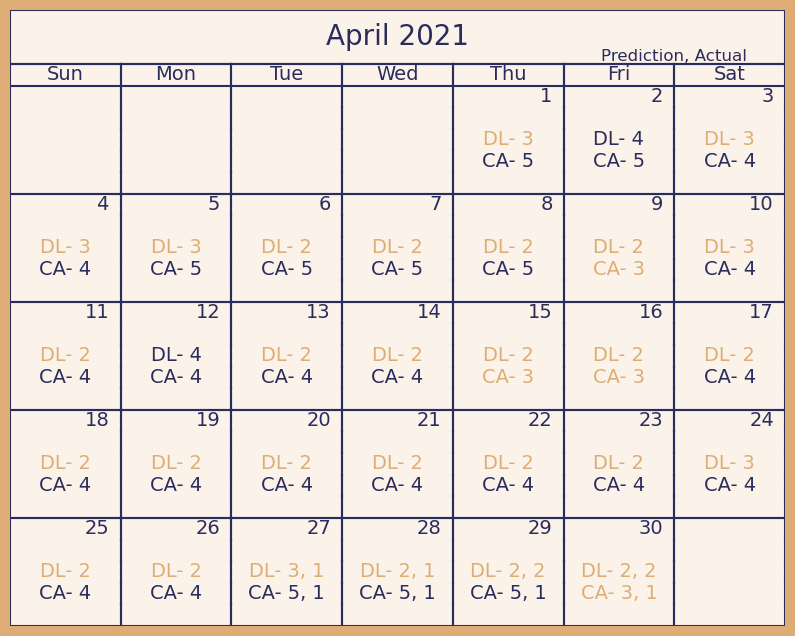 April 2021
Prediction, Actual
Sun Mon Tue Wed Thu Fri Sat
1 2 3
DL- 3 DL- 4 DL- 3
CA- 5 CA- 5 CA- 4
4 5 6 7 8 9 10
DL- 3 DL- 3 DL- 2 DL- 2 DL- 2 DL- 2 DL- 3
CA- 4 CA- 5 CA- 5 CA- 5 CA- 5 CA- 3 CA- 4
11 12 13 14 15 16 17
DL- 2 DL- 4 DL- 2 DL- 2 DL- 2 DL- 2 DL- 2
CA- 4 CA- 4 CA- 4 CA- 4 CA- 3 CA- 3 CA- 4
18 19 20 21 22 23 24
DL- 2 DL- 2 DL- 2 DL- 2 DL- 2 DL- 2 DL- 3
CA- 4 CA- 4 CA- 4 CA- 4 CA- 4 CA- 4 CA- 4
25 26 27 28 29 30
DL- 2 DL- 2 DL- 3, 1 DL- 2, 1 DL- 2, 2 DL- 2, 2
CA- 4 CA- 4 CA- 5, 1 CA- 5, 1 CA- 5, 1 CA- 3, 1